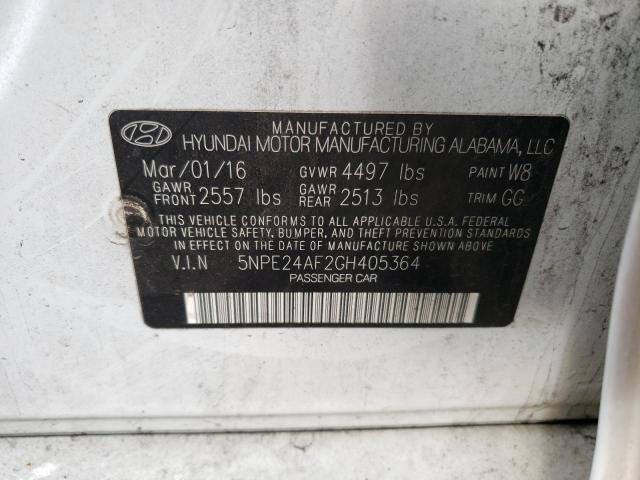 MANUFACTURED BY
HYUNDAI MOTOR MANUFACTURING ALABAMA, LLC
Mar/01/16 GVWR 4497 lbs PAINT W8
GAWR FRONT 2557 lbs GAWR REAR 2513 lbs TRIM GG
THIS VEHICLE CONFORMS TO ALL APPLICABLE U.S.A. FEDERAL
MOTOR VEHICLE SAFETY, BUMPER, AND THEFT PREVENTION STANDARDS
IN EFFECT ON THE DATE OF MANUFACTURE SHOWN ABOVE
V.I.N 5NPE24AF2GH405364
PASSENGER CAR